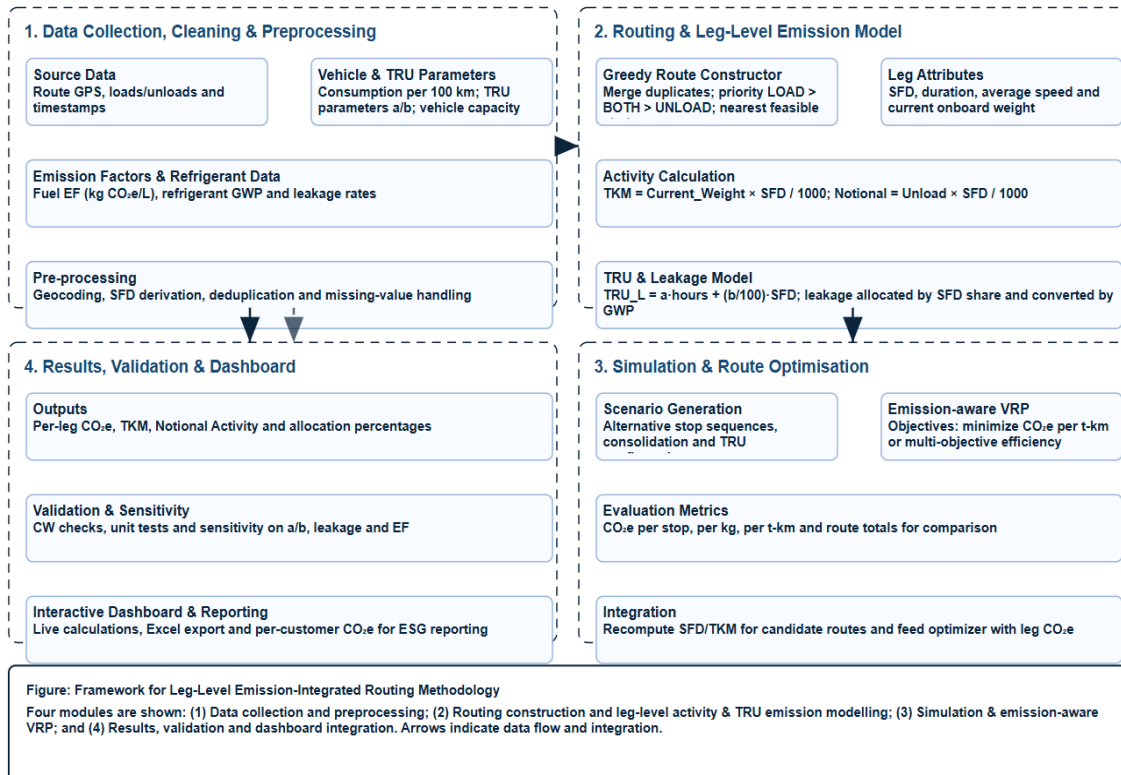 1. Data Collection, Cleaning & Preprocessing
Source Data
Route GPS, loads/unloads and
timestamps
Vehicle & TRU Parameters
Consumption per 100 km; TRU
parameters a/b; vehicle capacity
Emission Factors & Refrigerant Data
Fuel EF (kg CO₂e/L), refrigerant GWP and leakage rates
Pre-processing
Geocoding, SFD derivation, deduplication and missing-value handling
2. Routing & Leg-Level Emission Model
Greedy Route Constructor
Merge duplicates; priority LOAD >
BOTH > UNLOAD; nearest feasible
Leg Attributes
SFD, duration, average speed and
current onboard weight
Activity Calculation
TKM = Current_Weight × SFD / 1000; Notional = Unload × SFD / 1000
TRU & Leakage Model
TRU_L = a·hours + (b/100)·SFD; leakage allocated by SFD share and converted by
GWP
4. Results, Validation & Dashboard
Outputs
Per-leg CO₂e, TKM, Notional Activity and allocation percentages
Validation & Sensitivity
CW checks, unit tests and sensitivity on a/b, leakage and EF
Interactive Dashboard & Reporting
Live calculations, Excel export and per-customer CO₂e for ESG reporting
3. Simulation & Route Optimisation
Scenario Generation
Alternative stop sequences,
consolidation and TRU
Emission-aware VRP
Objectives: minimize CO₂e per t-km
or multi-objective efficiency
Evaluation Metrics
CO₂e per stop, per kg, per t-km and route totals for comparison
Integration
Recompute SFD/TKM for candidate routes and feed optimizer with leg CO₂e
Figure: Framework for Leg-Level Emission-Integrated Routing Methodology
Four modules are shown: (1) Data collection and preprocessing; (2) Routing construction and leg-level activity & TRU emission modelling; (3) Simulation & emission-aware
VRP; and (4) Results, validation and dashboard integration. Arrows indicate data flow and integration.